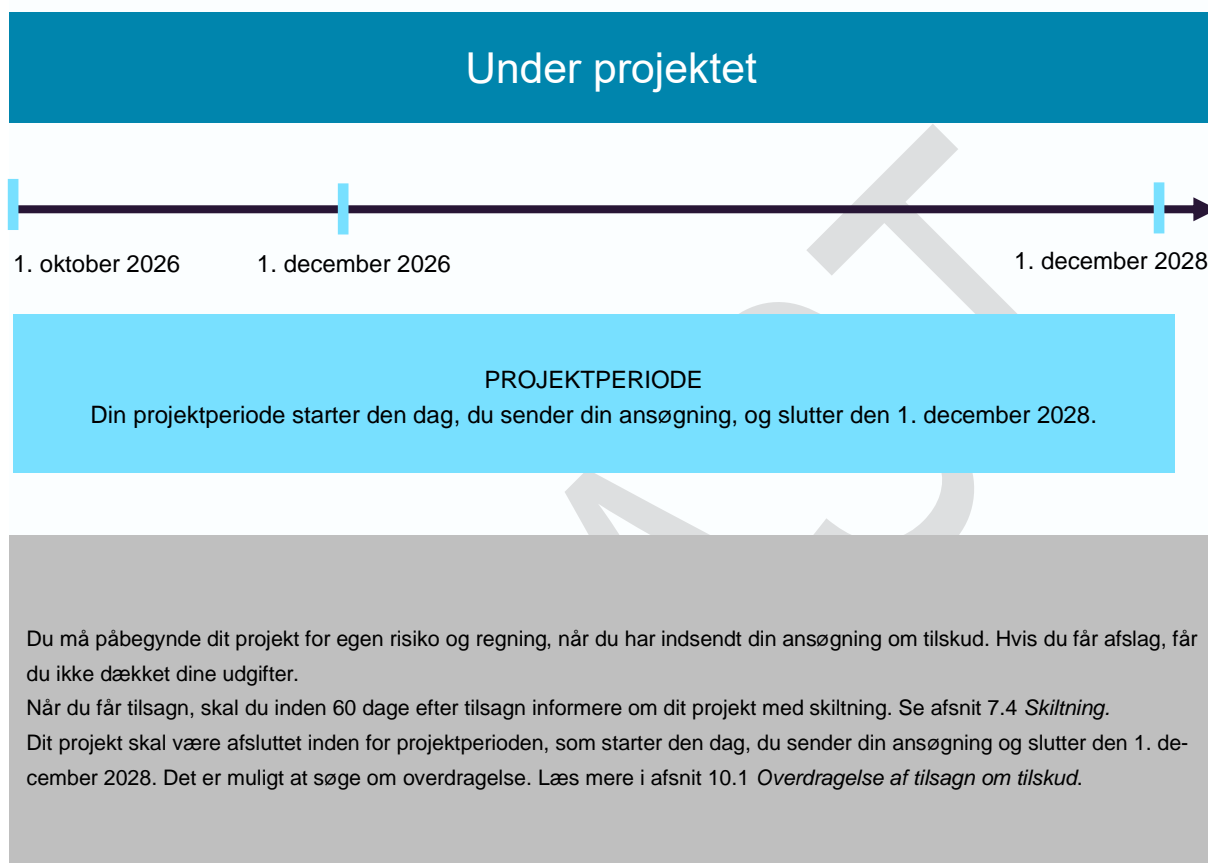 Under projektet
1. oktober 2026
1. december 2026
1. december 2028
PROJEKTPERIODE
Din projektperiode starter den dag, du sender din ansøgning, og slutter den 1. december 2028.
Du må påbegynde dit projekt for egen risiko og regning, når du har indsendt din ansøgning om tilskud. Hvis du får afslag, får
du ikke dækket dine udgifter.
Når du får tilsagn, skal du inden 60 dage efter tilsagn informere om dit projekt med skiltning. Se afsnit 7.4 Skiltning.
Dit projekt skal være afsluttet inden for projektperioden, som starter den dag, du sender din ansøgning og slutter den 1. de-
cember 2028. Det er muligt at søge om overdragelse. Læs mere i afsnit 10.1 Overdragelse af tilsagn om tilskud.